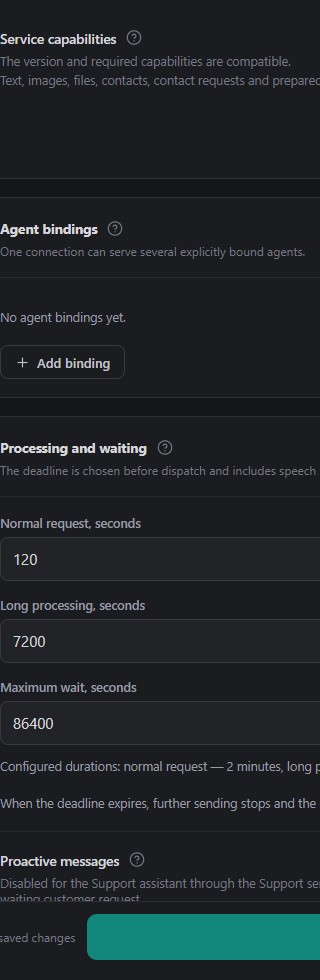 Service capabilities
The version and required capabilities are compatible.
Text, images, files, contacts, contact requests and prepared
Agent bindings
One connection can serve several explicitly bound agents.
No agent bindings yet.
+ Add binding
Processing and waiting
The deadline is chosen before dispatch and includes speech
Normal request, seconds
120
Long processing, seconds
7200
Maximum wait, seconds
86400
Configured durations: normal request — 2 minutes, long p
When the deadline expires, further sending stops and the
Proactive messages
Disabled for the Support assistant through the Support se
waiting customer request
saved changes